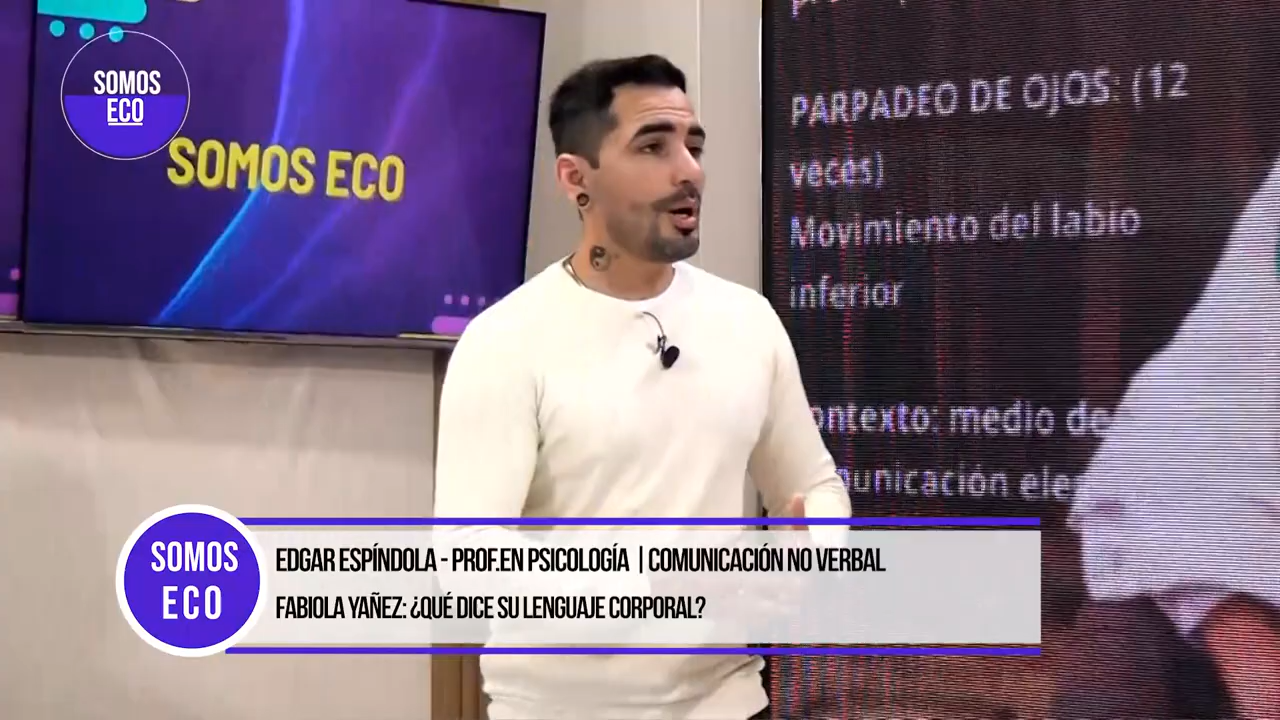 SOMOS
ECO
SOMOS ECO
PARPADEO DE OJOS: (12
veces)
Movimiento del labio
inferior
ontexto: medio de
unicación ele
SOMOS
ECO
EDGAR ESPÍNDOLA - PROF.EN PSICOLOGÍA | COMUNICACIÓN NO VERBAL
FABIOLA YAÑEZ: ¿QUÉ DICE SU LENGUAJE CORPORAL?